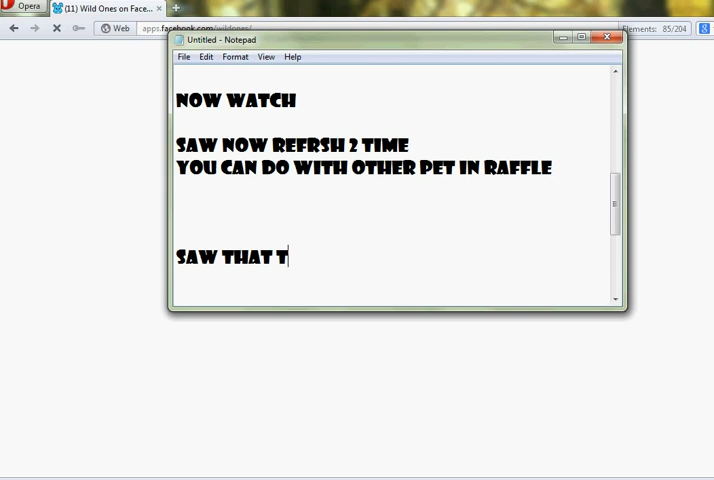 Opera
(11) Wild Ones on Face...
Web
apps.facebook.com/wildones/
Elements: 85/204
Untitled - Notepad
File Edit Format View Help
NOW WATCH
SAW NOW REFRSH 2 TIME
YOU CAN DO WITH OTHER PET IN RAFFLE
SAW THAT T